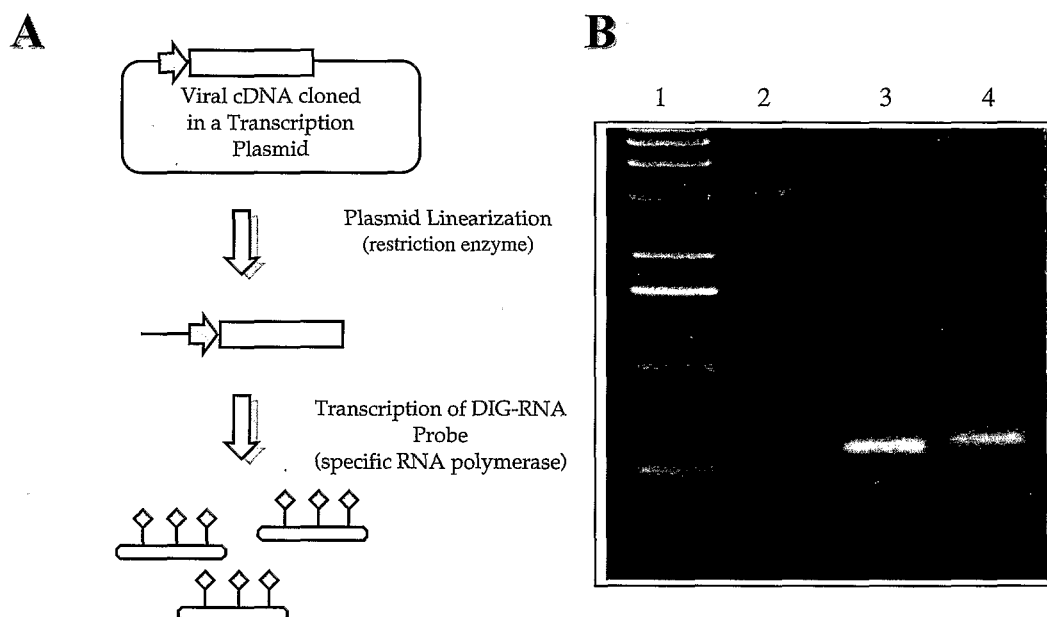 A
Viral cDNA cloned
in a Transcription
Plasmid
Plasmid Linearization
(restriction enzyme)
Transcription of DIG-RNA
Probe
(specific RNA polymerase)
B
1 2 3 4